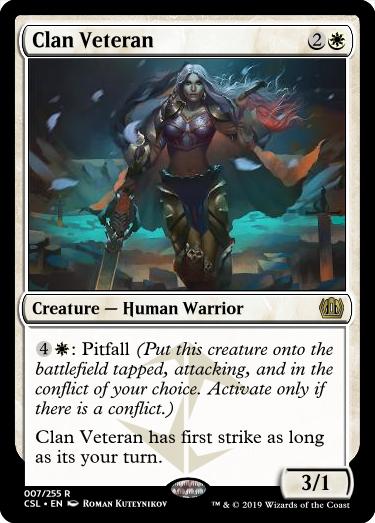 Clan Veteran 2
Creature — Human Warrior
4: Pitfall (Put this creature onto the
battlefield tapped, attacking, and in the
conflict of your choice. Activate only if
there is a conflict.)
Clan Veteran has first strike as long
as its your turn.
3/1
007/255 R
CSL • EN Roman Kuteynikov
™ & © 2019 Wizards of the Coast